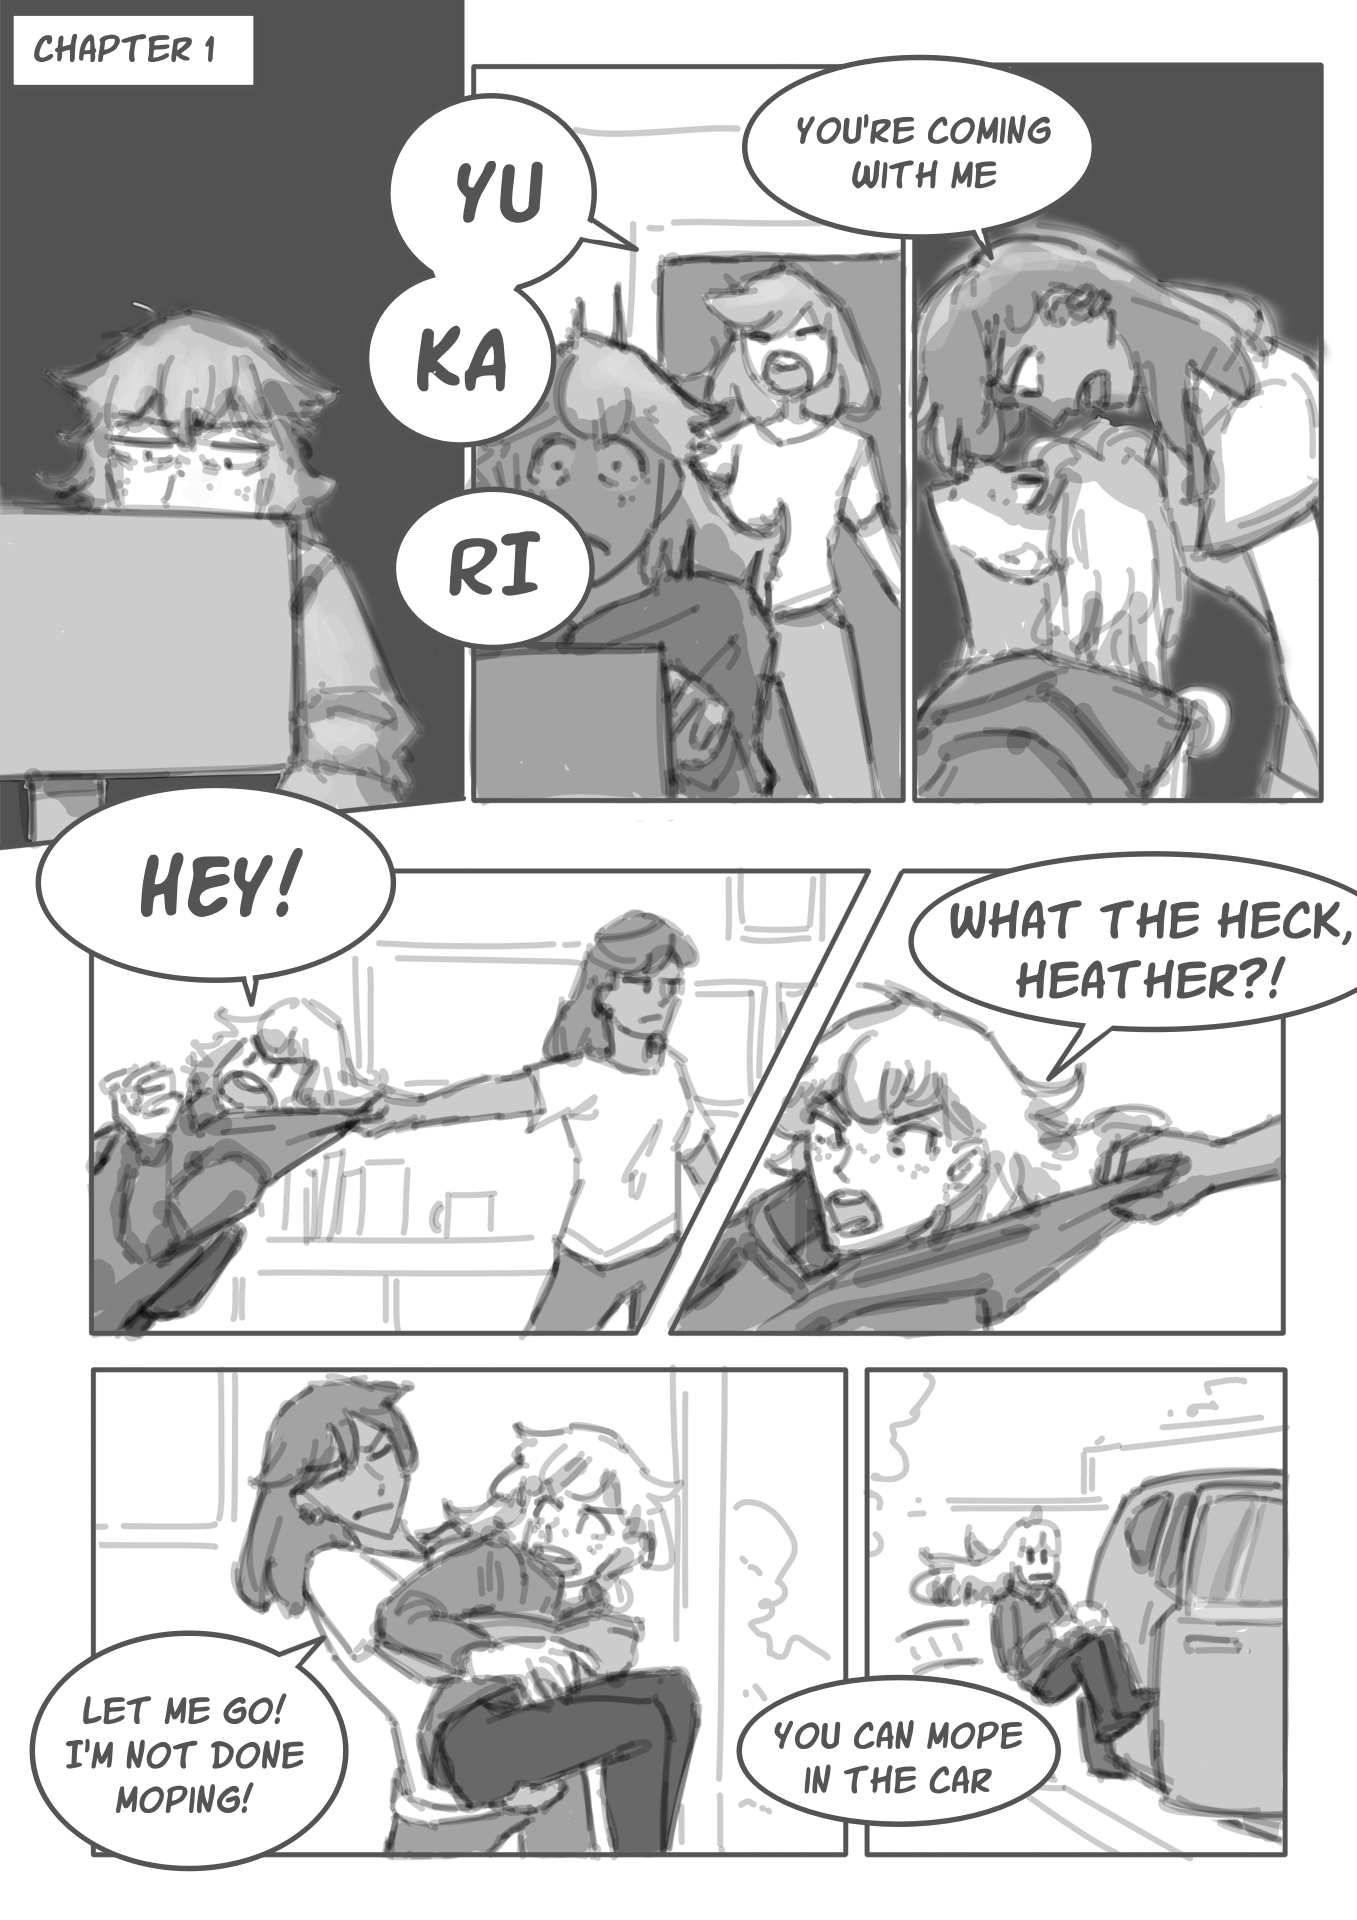 CHAPTER 1
YU
KA
RI
YOU'RE COMING
WITH ME
HEY!
WHAT THE HECK,
HEATHER?!
LET ME GO!
I'M NOT DONE
MOPING!
YOU CAN MOPE
IN THE CAR